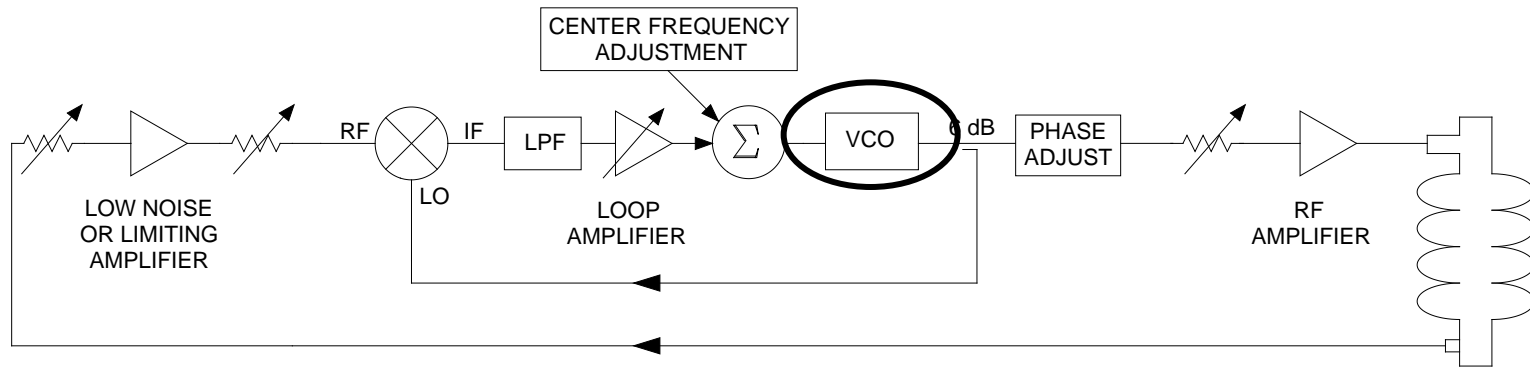 CENTER FREQUENCY
ADJUSTMENT
RF
IF
LPF
Σ
VCO
6 dB
PHASE
ADJUST
LO
LOW NOISE
OR LIMITING
AMPLIFIER
LOOP
AMPLIFIER
RF
AMPLIFIER